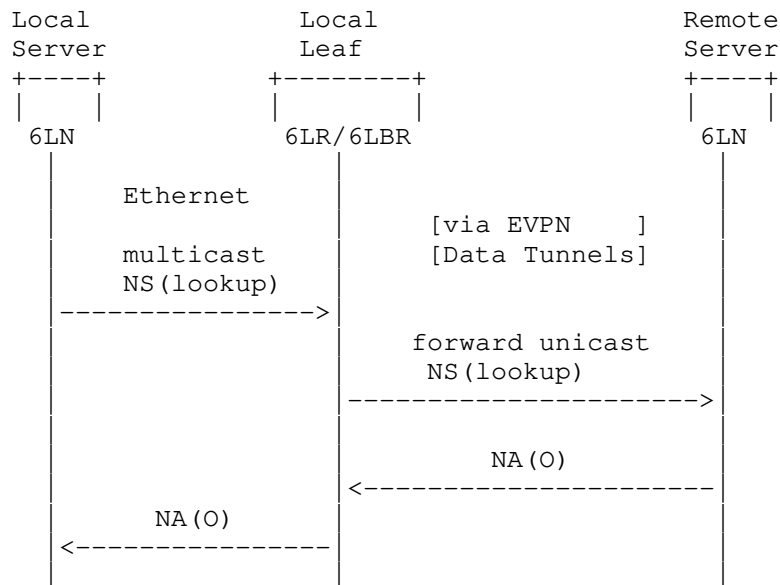 Local Local Remote
Server Leaf Server
6LN 6LR/6LBR 6LN
Ethernet
[via EVPN ]
multicast [Data Tunnels]
NS(lookup)
forward unicast
NS(lookup)
NA(O)
NA(O)